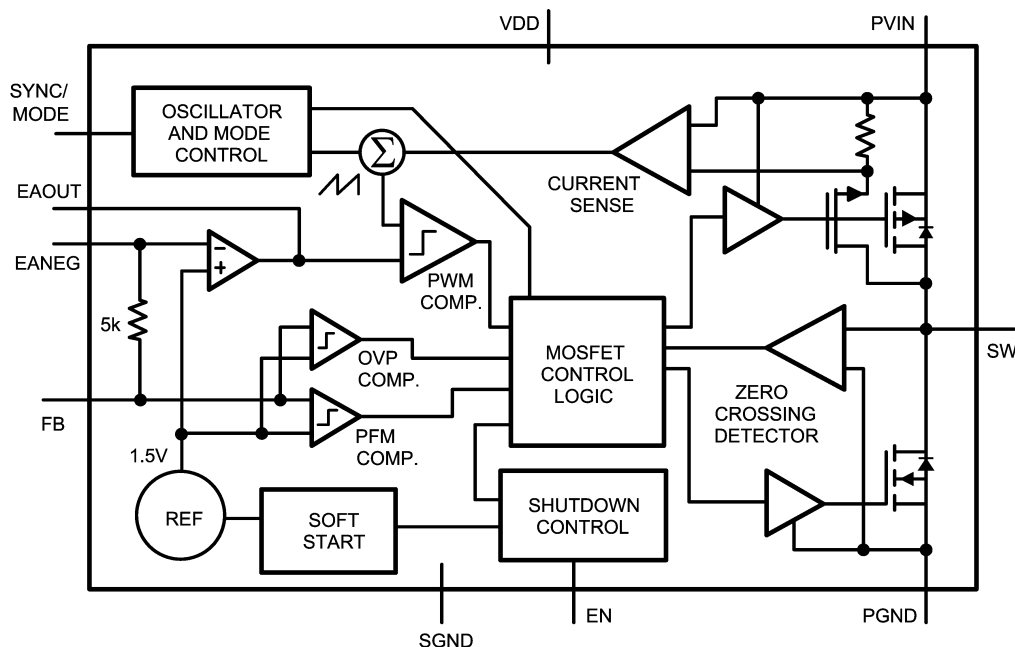 VDD
PVIN
SYNC/
MODE
OSCILLATOR
AND MODE
CONTROL
Σ
CURRENT
SENSE
EAOUT
EANEG
−
+
PWM
COMP.
5k
OVP
COMP.
MOSFET
CONTROL
LOGIC
SW
ZERO
CROSSING
DETECTOR
FB
PFM
COMP.
1.5V
REF
SOFT
START
SHUTDOWN
CONTROL
SGND
EN
PGND